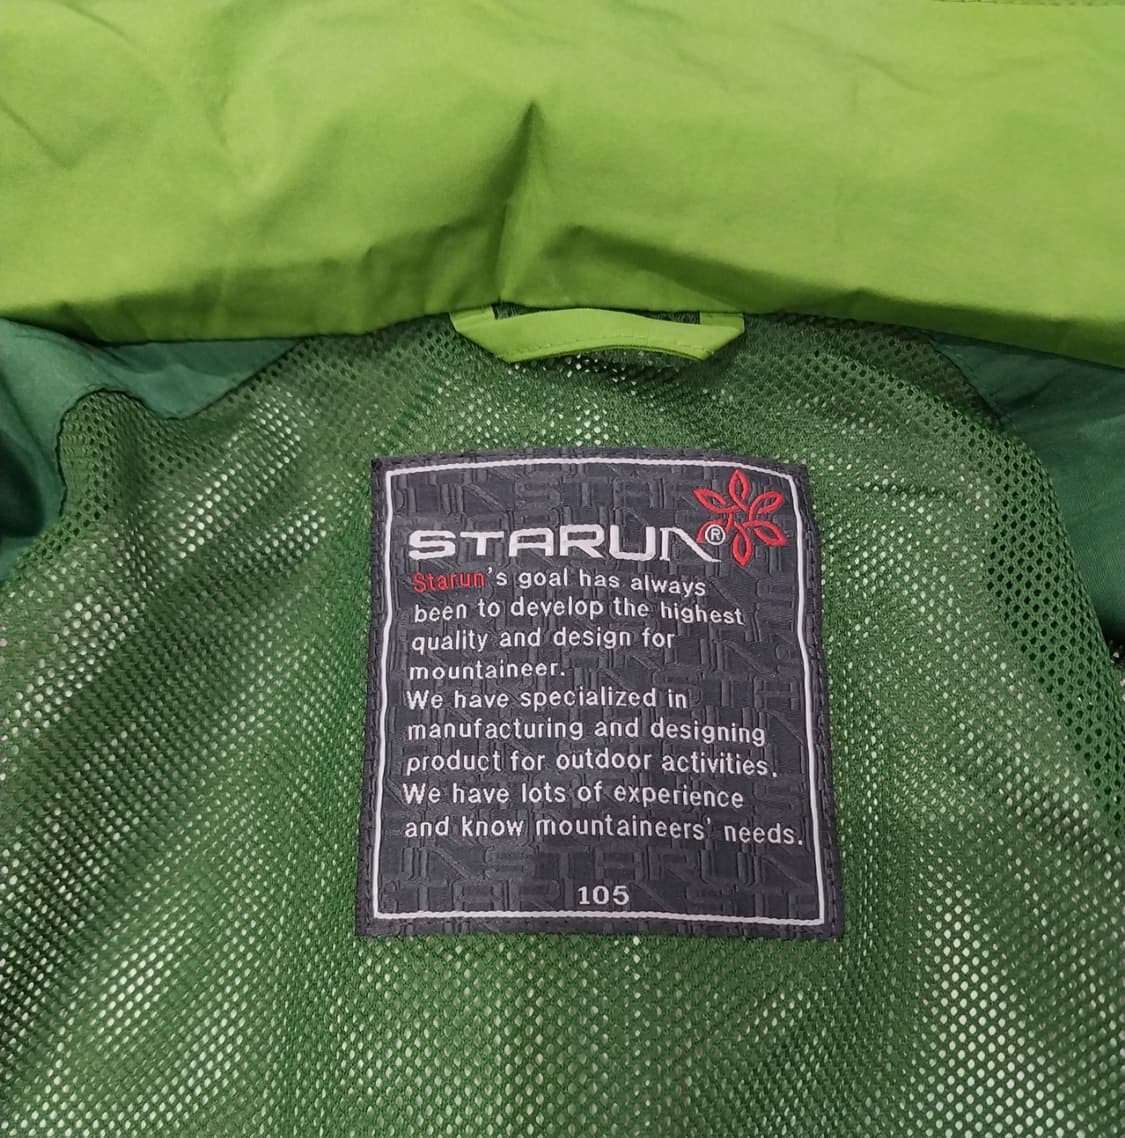 STARUN®
Starun's goal has always
been to develop the highest
quality and design for
mountaineer.
We have specialized in
manufacturing and designing
product for outdoor activities.
We have lots of experience
and know mountaineers' needs.
105